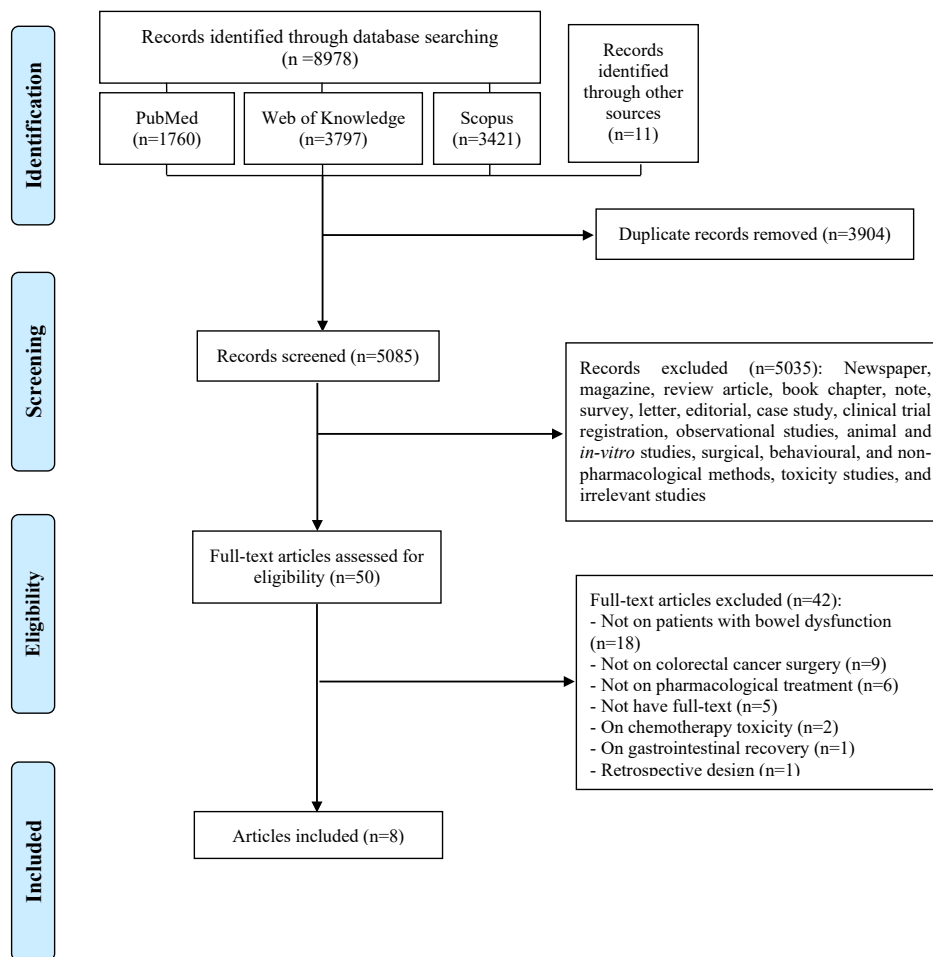 Identification
Records identified through database searching
(n =8978)
Records
identified
through other
sources
(n=11)
PubMed
(n=1760)
Web of Knowledge
(n=3797)
Scopus
(n=3421)
Duplicate records removed (n=3904)
Screening
Records screened (n=5085)
Records excluded (n=5035): Newspaper,
magazine, review article, book chapter, note,
survey, letter, editorial, case study, clinical trial
registration, observational studies, animal and
in-vitro studies, surgical, behavioural, and non-
pharmacological methods, toxicity studies, and
irrelevant studies
Eligibility
Full-text articles assessed for
eligibility (n=50)
Full-text articles excluded (n=42):
- Not on patients with bowel dysfunction
(n=18)
- Not on colorectal cancer surgery (n=9)
- Not on pharmacological treatment (n=6)
- Not have full-text (n=5)
- On chemotherapy toxicity (n=2)
- On gastrointestinal recovery (n=1)
- Retrospective design (n=1)
Included
Articles included (n=8)